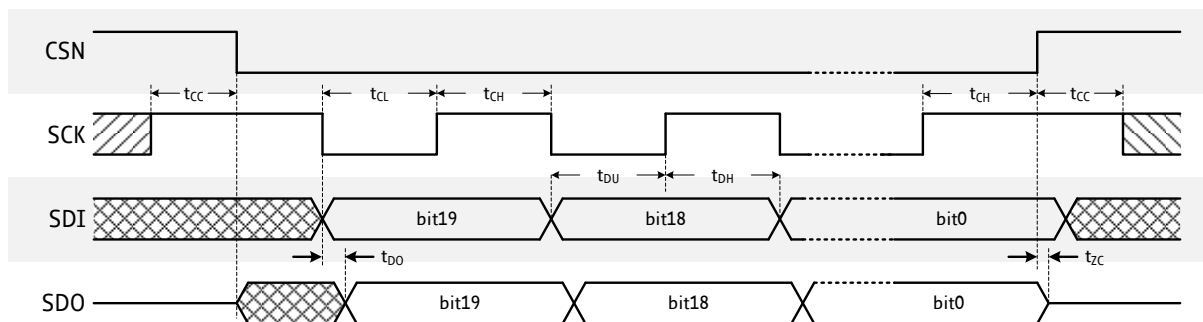 CSN
tCC tCL tCH tCH tCC
SCK
tDU tDH
SDI bit19 bit18 bit0
tDO tZC
SDO bit19 bit18 bit0